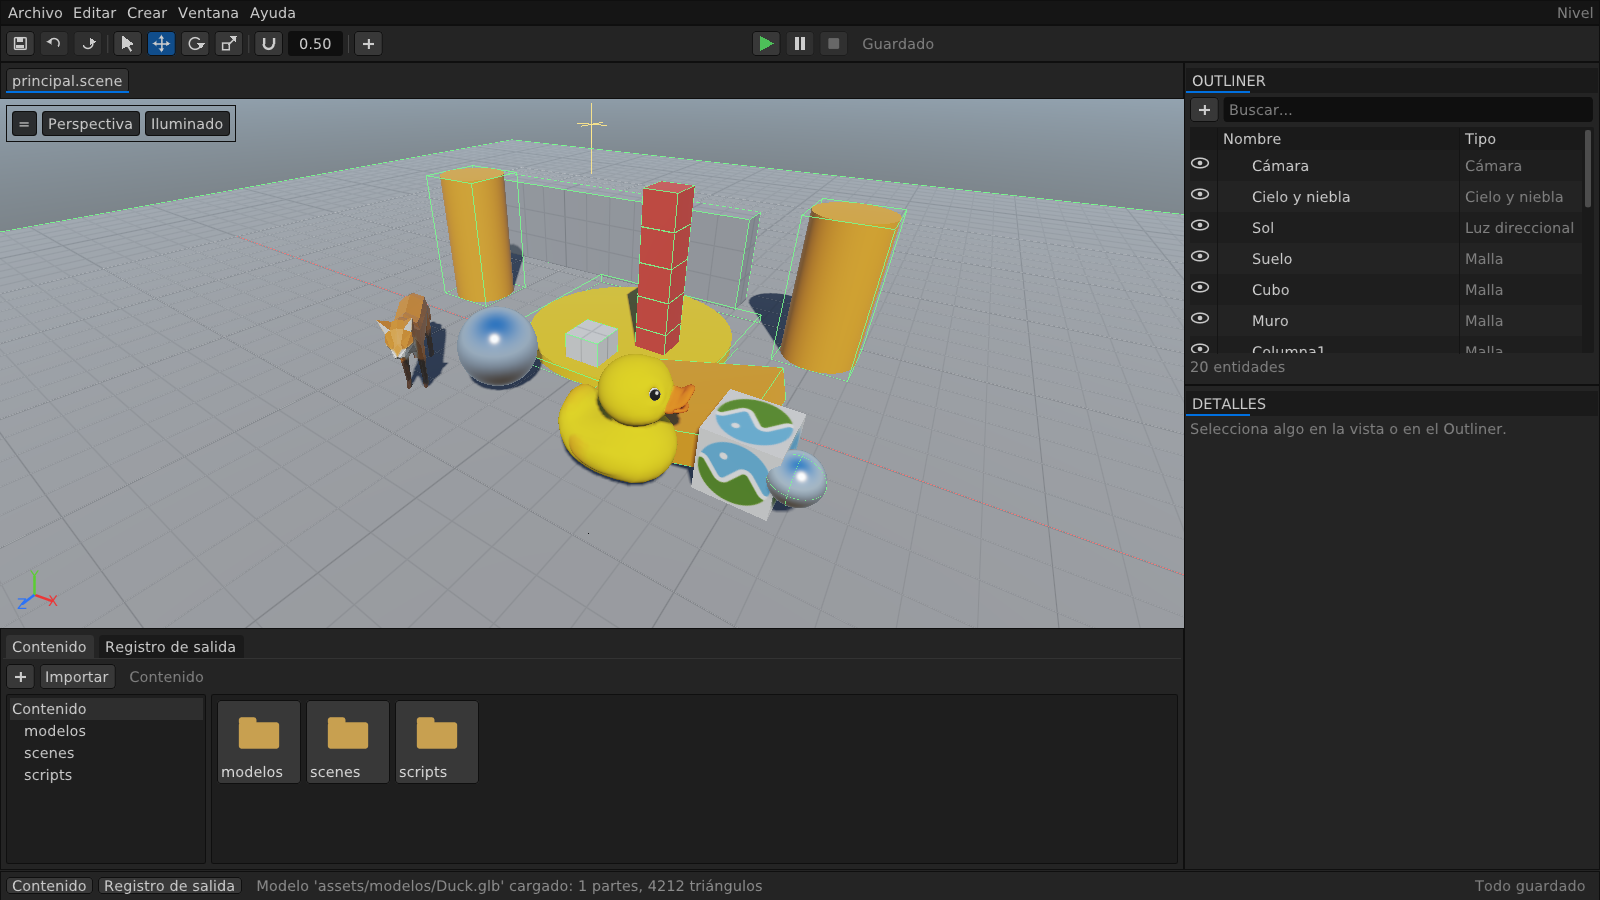 Archivo Editar Crear Ventana Ayuda Nivel
0.50 Guardado
principal.scene
= Perspectiva Iluminado
Y
Z X
OUTLINER
+ Buscar...
Nombre Tipo
Cámara Cámara
Cielo y niebla Cielo y niebla
Sol Luz direccional
Suelo Malla
Cubo Malla
Muro Malla
Columna1 Malla
20 entidades
DETALLES
Selecciona algo en la vista o en el Outliner.
Contenido Registro de salida
+ Importar Contenido
Contenido
modelos
scenes
scripts
modelos scenes scripts
Contenido Registro de salida Modelo 'assets/modelos/Duck.glb' cargado: 1 partes, 4212 triángulos Todo guardado